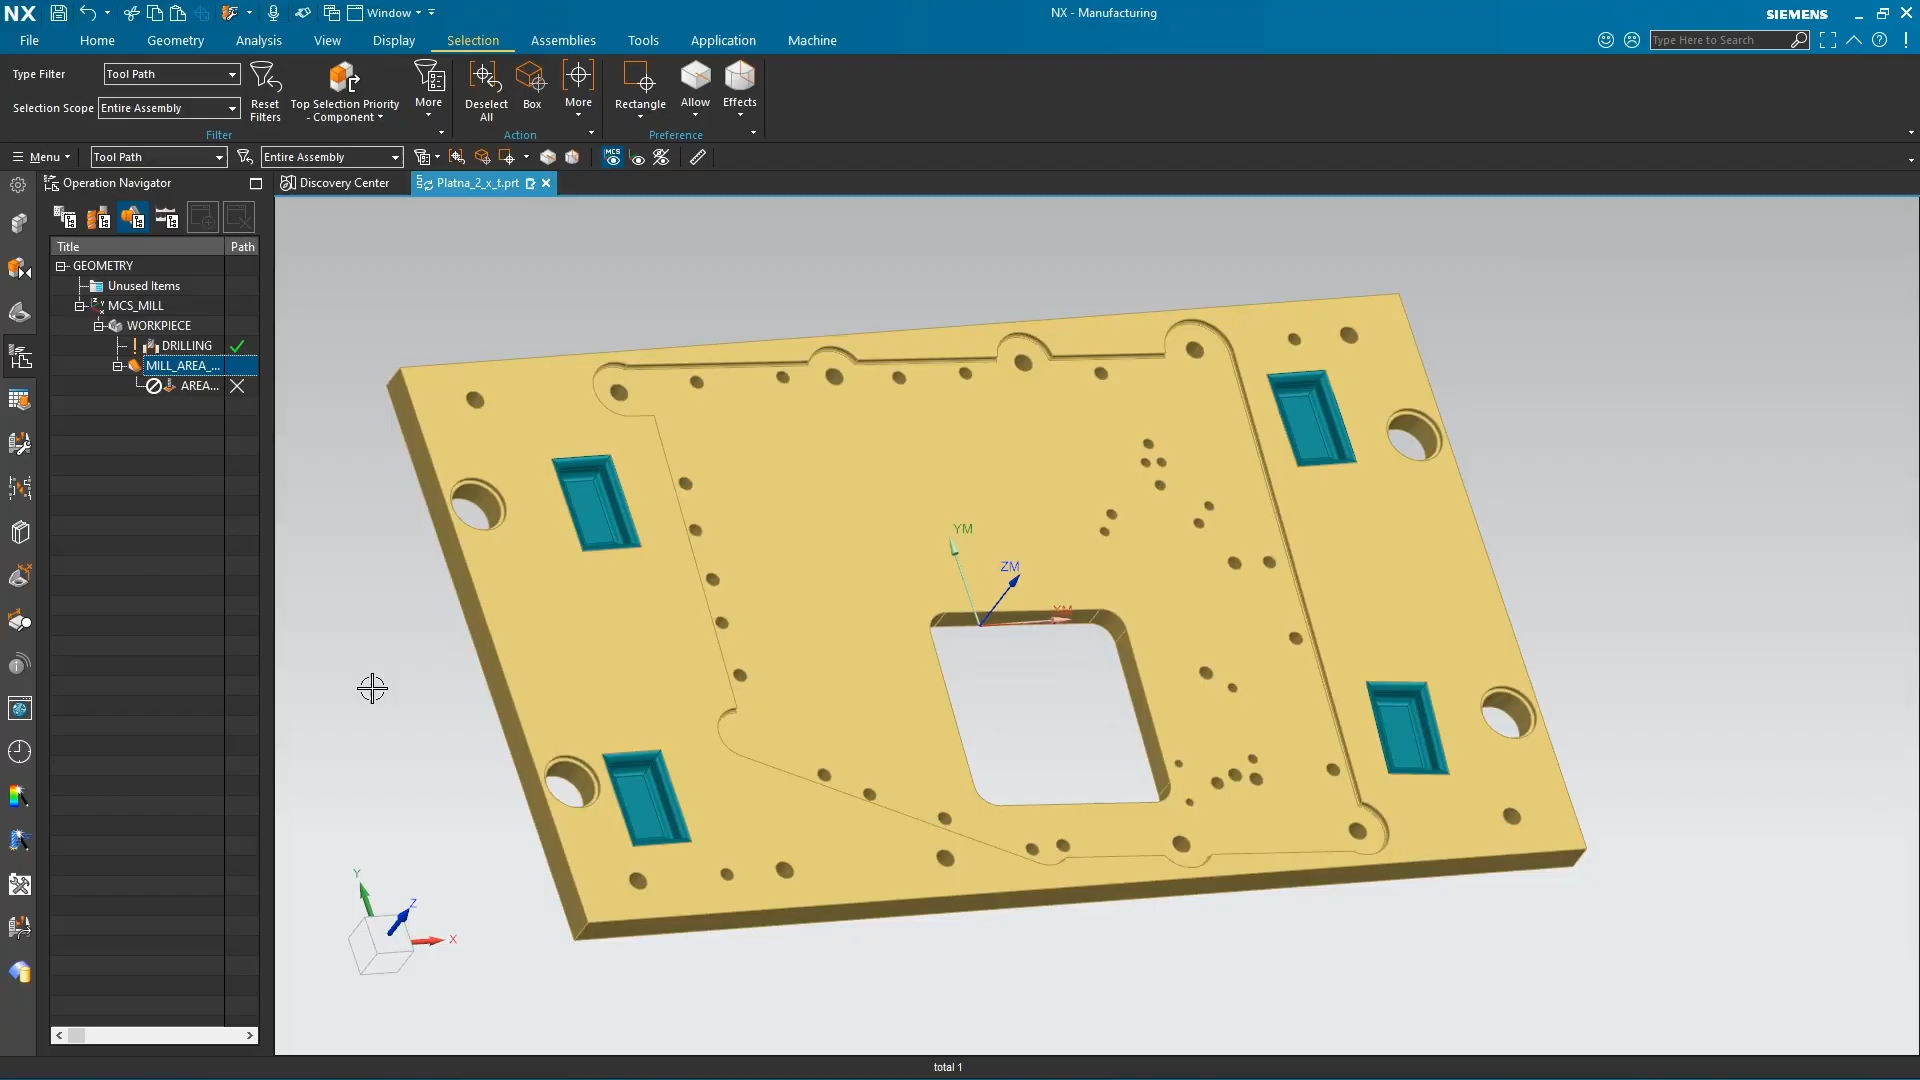 NX
Window
NX - Manufacturing
SIEMENS
File
Home
Geometry
Analysis
View
Display
Selection
Assemblies
Tools
Application
Machine
Type Here to Search
Type Filter
Tool Path
Selection Scope
Entire Assembly
Reset
Filters
Top Selection Priority
- Component
More
Filter
Deselect
All
Box
More
Action
Rectangle
Allow
Effects
Preference
Menu
Tool Path
Entire Assembly
MCS
Operation Navigator
Discovery Center
Platna_2_x_t.prt
Title
Path
GEOMETRY
Unused Items
MCS_MILL
WORKPIECE
DRILLING
MILL_AREA_...
AREA...
YM
ZM
XM
Y
Z
X
total 1